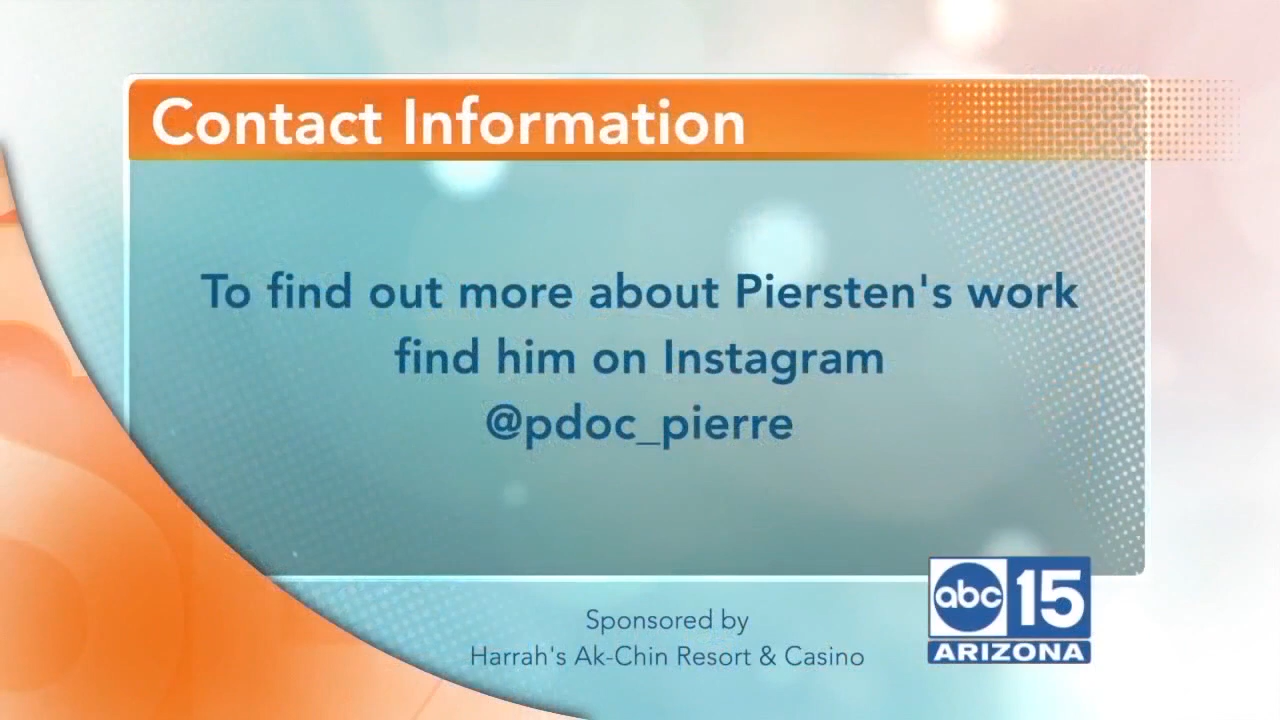 Contact Information
To find out more about Piersten's work
find him on Instagram
@pdoc_pierre
Sponsored by
Harrah's Ak-Chin Resort & Casino
abc 15
ARIZONA